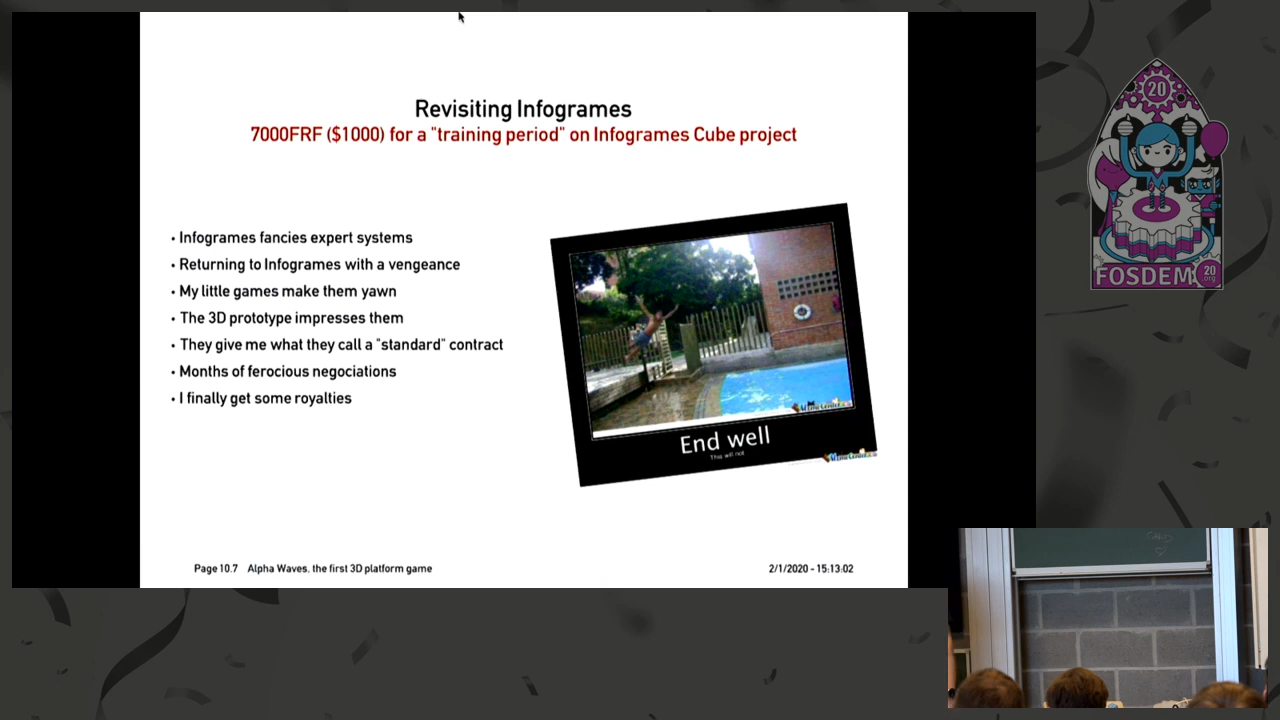 Revisiting Infogrames
7000FRF ($1000) for a "training period" on Infogrames Cube project
• Infogrames fancies expert systems
• Returning to Infogrames with a vengeance
• My little games make them yawn
• The 3D prototype impresses them
• They give me what they call a "standard" contract
• Months of ferocious negociations
• I finally get some royalties
End well
This will not
Page 10.7 Alpha Waves, the first 3D platform game
2/1/2020 - 15:13:02
20
FOSDEM
20
.org